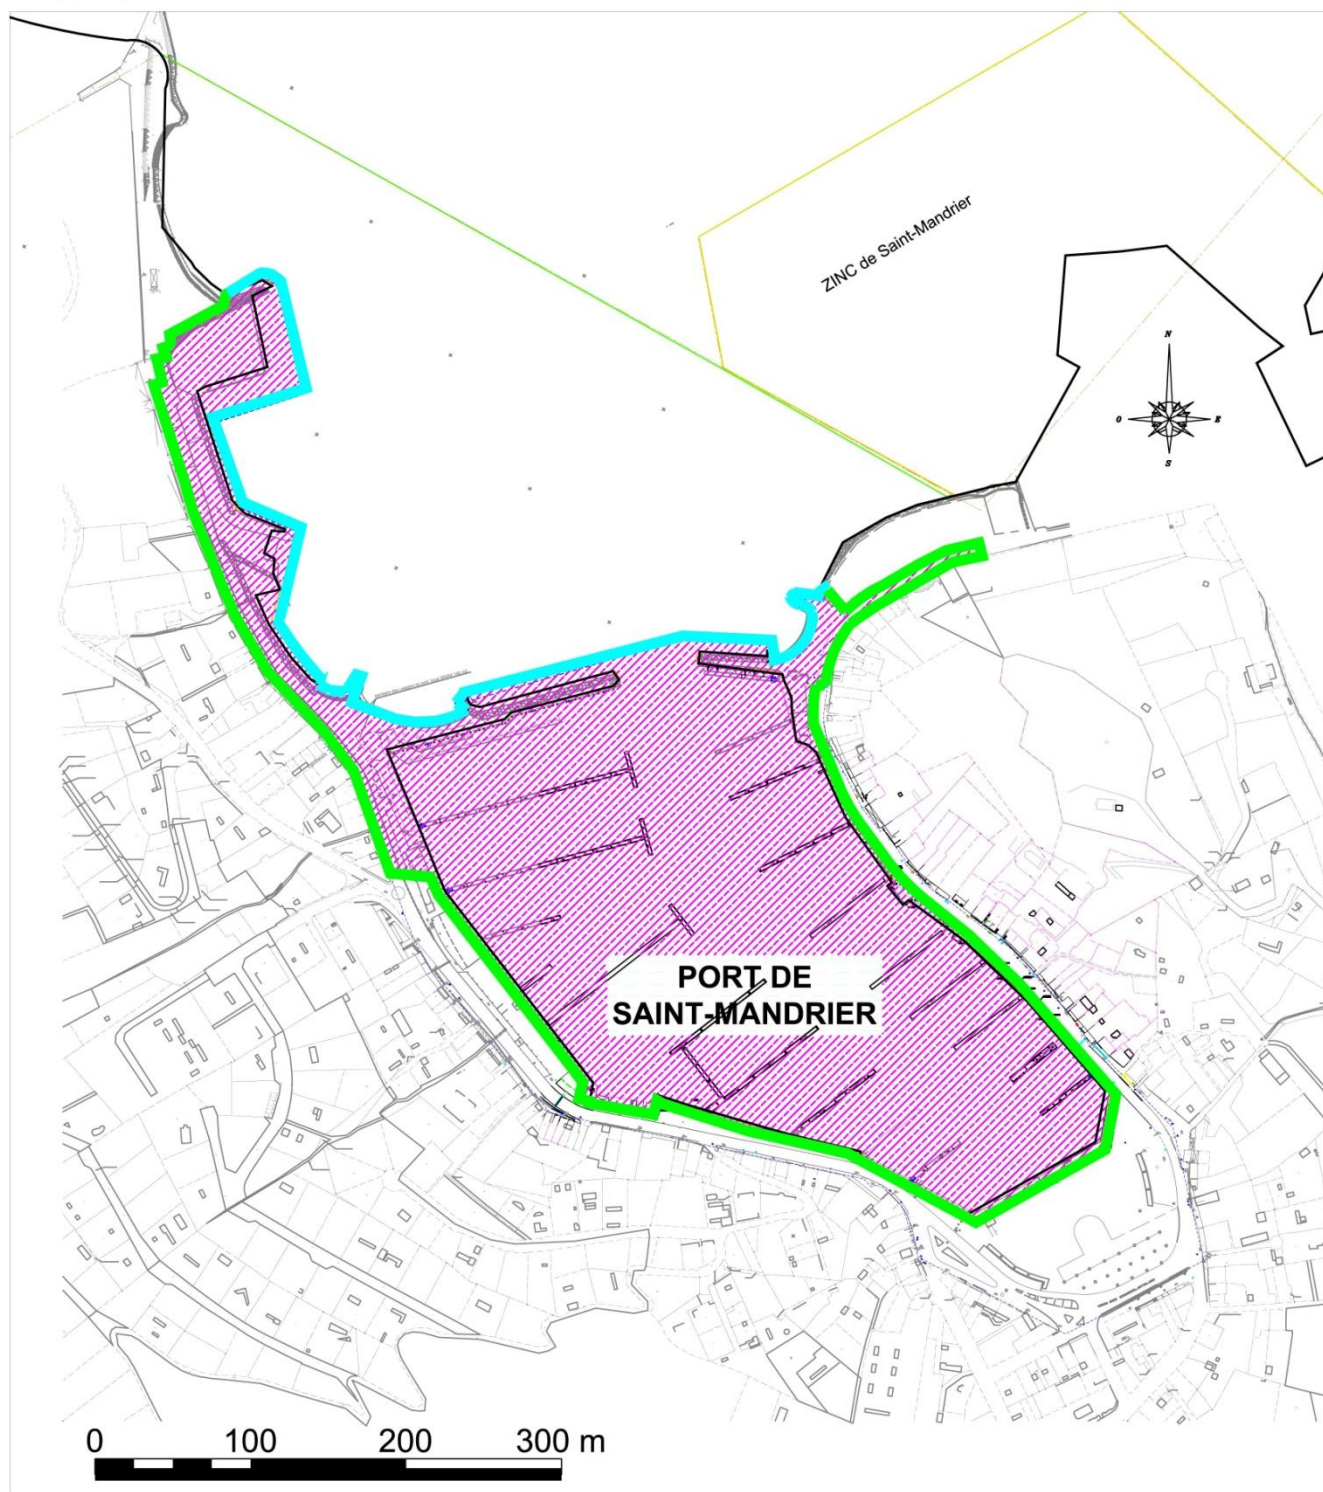 ZINC de Saint-Mandrier
N
O
E
S
PORT DE
SAINT-MANDRIER
0 100 200 300 m